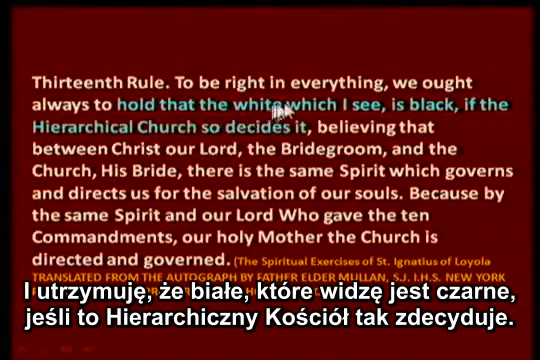 Thirteenth Rule. To be right in everything, we ought
always to hold that the white which I see, is black, if the
Hierarchical Church so decides it, believing that
between Christ our Lord, the Bridegroom, and the
Church, His Bride, there is the same Spirit which governs
and directs us for the salvation of our souls. Because by
the same Spirit and our Lord Who gave the ten
Commandments, our holy Mother the Church is
directed and governed. (The Spiritual Exercises of St. Ignatius of Loyola
TRANSLATED FROM THE AUTOGRAPH BY FATHER ELDER MULLAN, S.J. I.H.S. NEW YORK
I utrzymuję, że białe, które widzę jest czarne,
jeśli to Hierarchiczny Kościół tak zdecyduje.